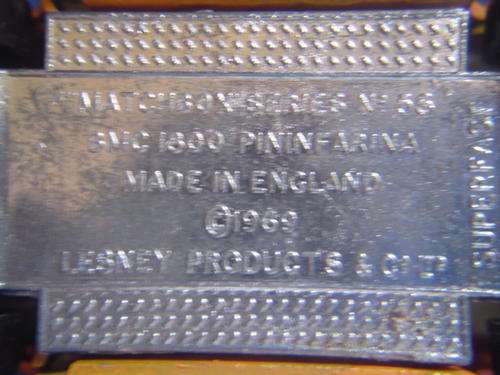 "MATCHBOX" SERIES Nº 56
BMC 1800 PININFARINA
MADE IN ENGLAND
©1969
LESNEY PRODUCTS & CO. LTD
SUPERFAST